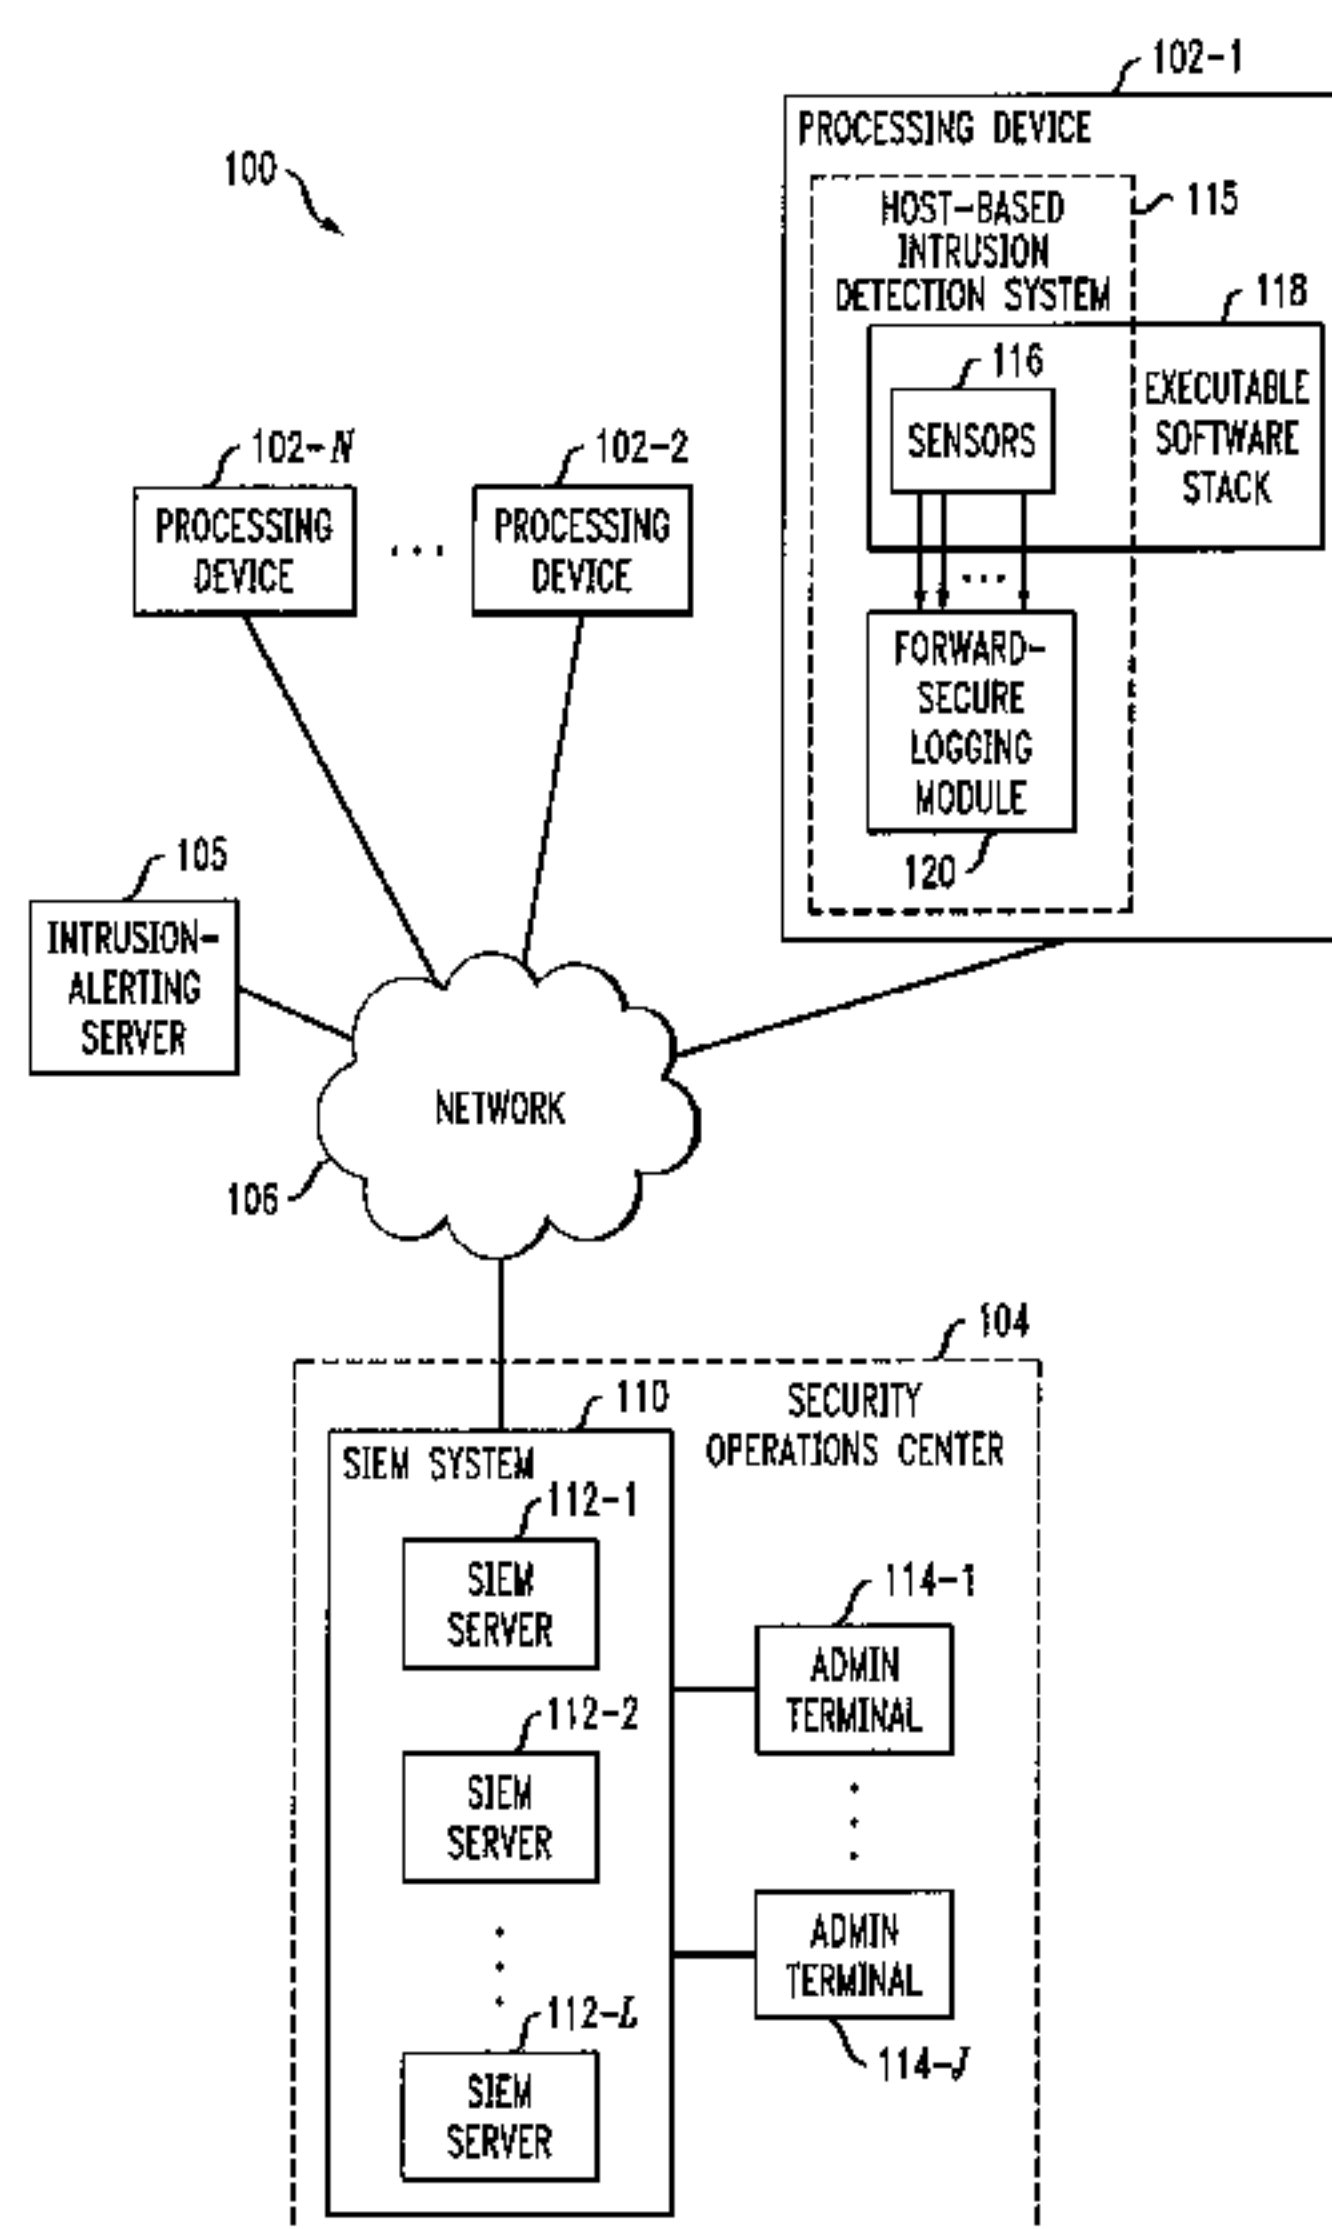 102-1
PROCESSING DEVICE
100
115
HOST-BASED
INTRUSION
DETECTION SYSTEM
118
116
SENSORS
EXECUTABLE
SOFTWARE
STACK
102-N
PROCESSING
DEVICE
...
102-2
PROCESSING
DEVICE
...
FORWARD-
SECURE
LOGGING
MODULE
120
105
INTRUSION-
ALERTING
SERVER
NETWORK
106
104
SECURITY
OPERATIONS CENTER
110
SIEM SYSTEM
112-1
SIEM
SERVER
114-1
ADMIN
TERMINAL
112-2
SIEM
SERVER
ADMIN
TERMINAL
114-J
112-L
SIEM
SERVER